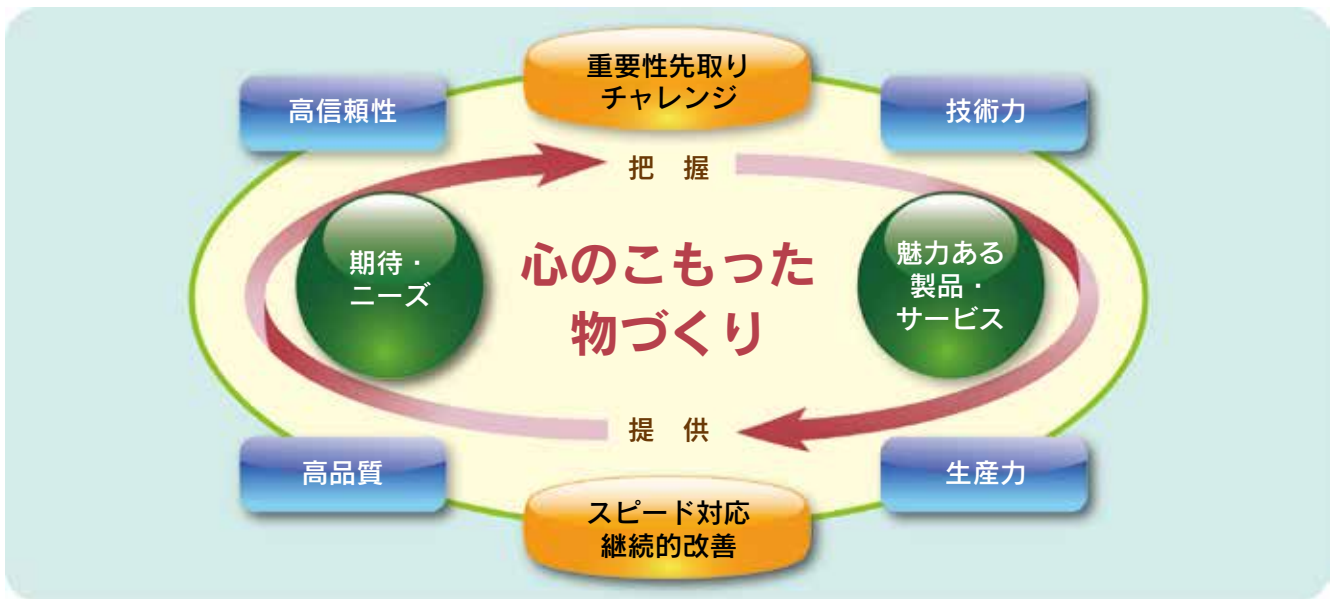 重要性先取り
チャレンジ
高信頼性
技術力
把　握
期待・
ニーズ
心のこもった
物づくり
魅力ある
製品・
サービス
提　供
高品質
生産力
スピード対応
継続的改善